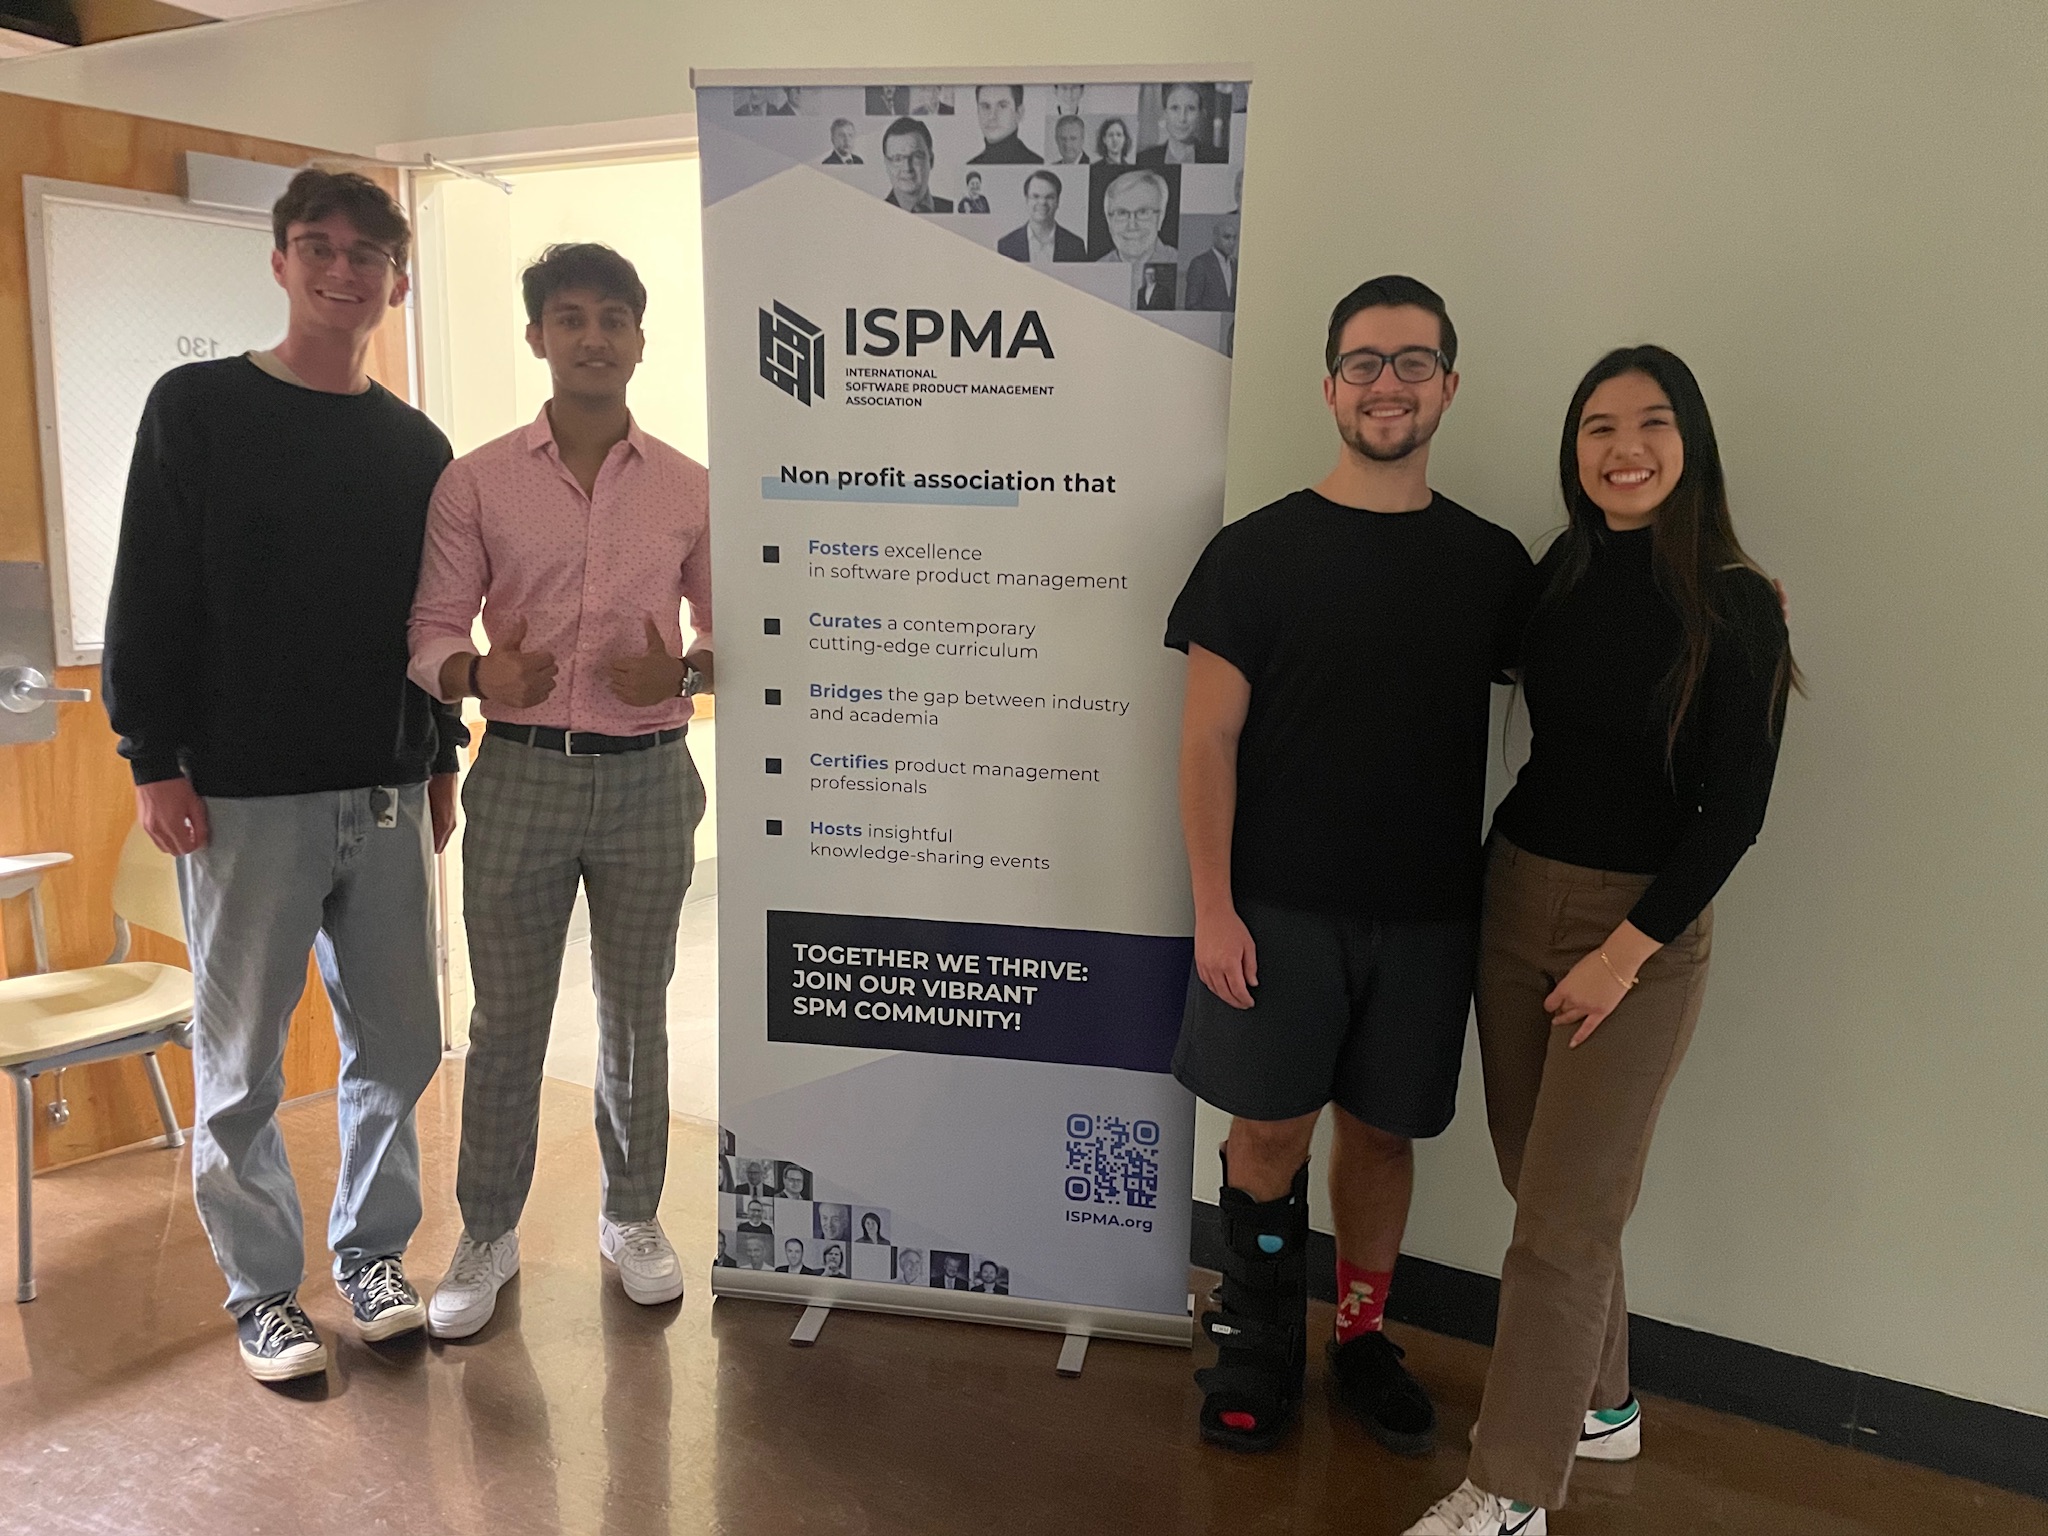 130
ISPMA
INTERNATIONAL
SOFTWARE PRODUCT MANAGEMENT
ASSOCIATION
Non profit association that
Fosters excellence
in software product management
Curates a contemporary
cutting-edge curriculum
Bridges the gap between industry
and academia
Certifies product management
professionals
Hosts insightful
knowledge-sharing events
TOGETHER WE THRIVE:
JOIN OUR VIBRANT
SPM COMMUNITY!
ISPMA.org